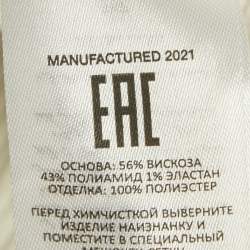 MANUFACTURED 2021
EAC
ОСНОВА: 56% ВИСКОЗА
43% ПОЛИАМИД 1% ЭЛАСТАН
ОТДЕЛКА: 100% ПОЛИЭСТЕР
ПЕРЕД ХИМЧИСТКОЙ ВЫВЕРНИТЕ
ИЗДЕЛИЕ НАИЗНАНКУ И
ПОМЕСТИТЕ В СПЕЦИАЛЬНЫЙ